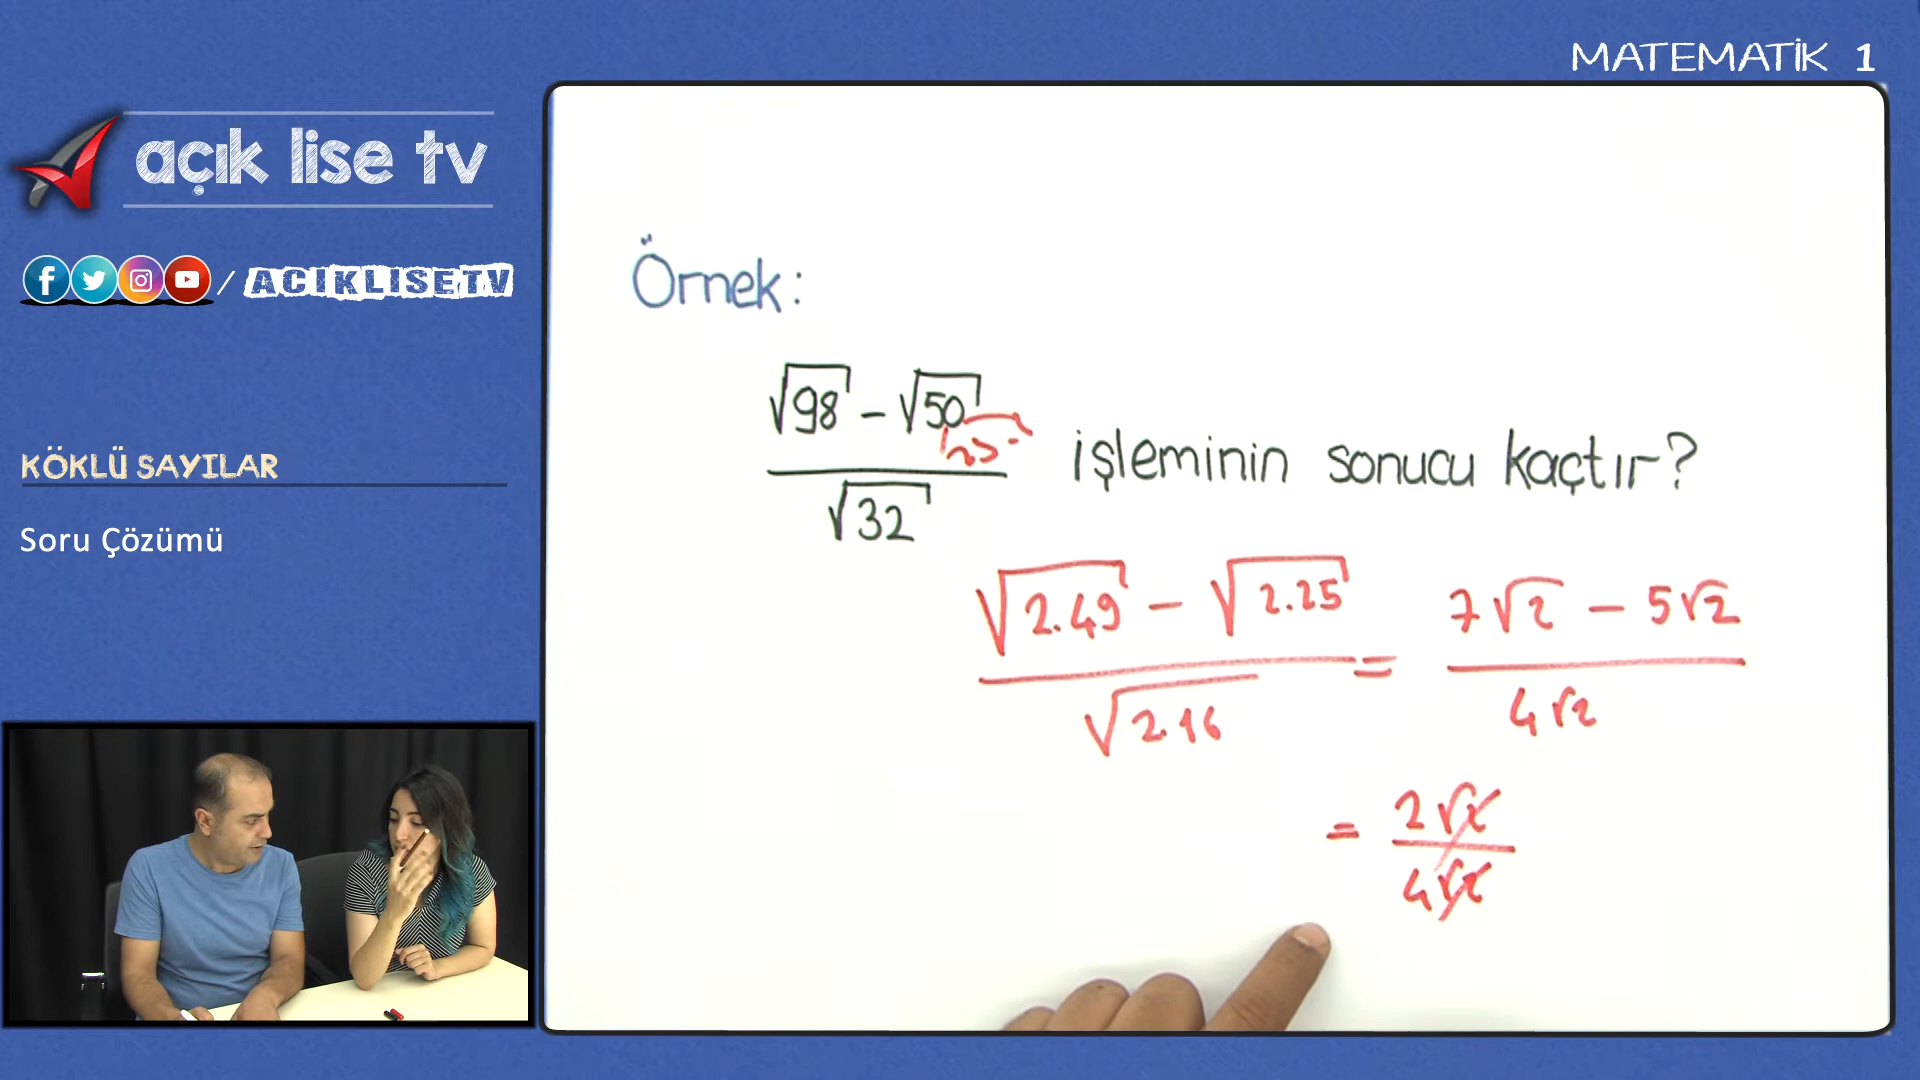 MATEMATİK 1
açık lise tv
/ ACIKLISETV
KÖKLÜ SAYILAR
Soru Çözümü
Örnek:
√98 - √50
25.
√32
işleminin sonucu kaçtır?
√2.49 - √2.25 = 7√2 - 5√2
√2.16 4√2
= 2√2
4√2